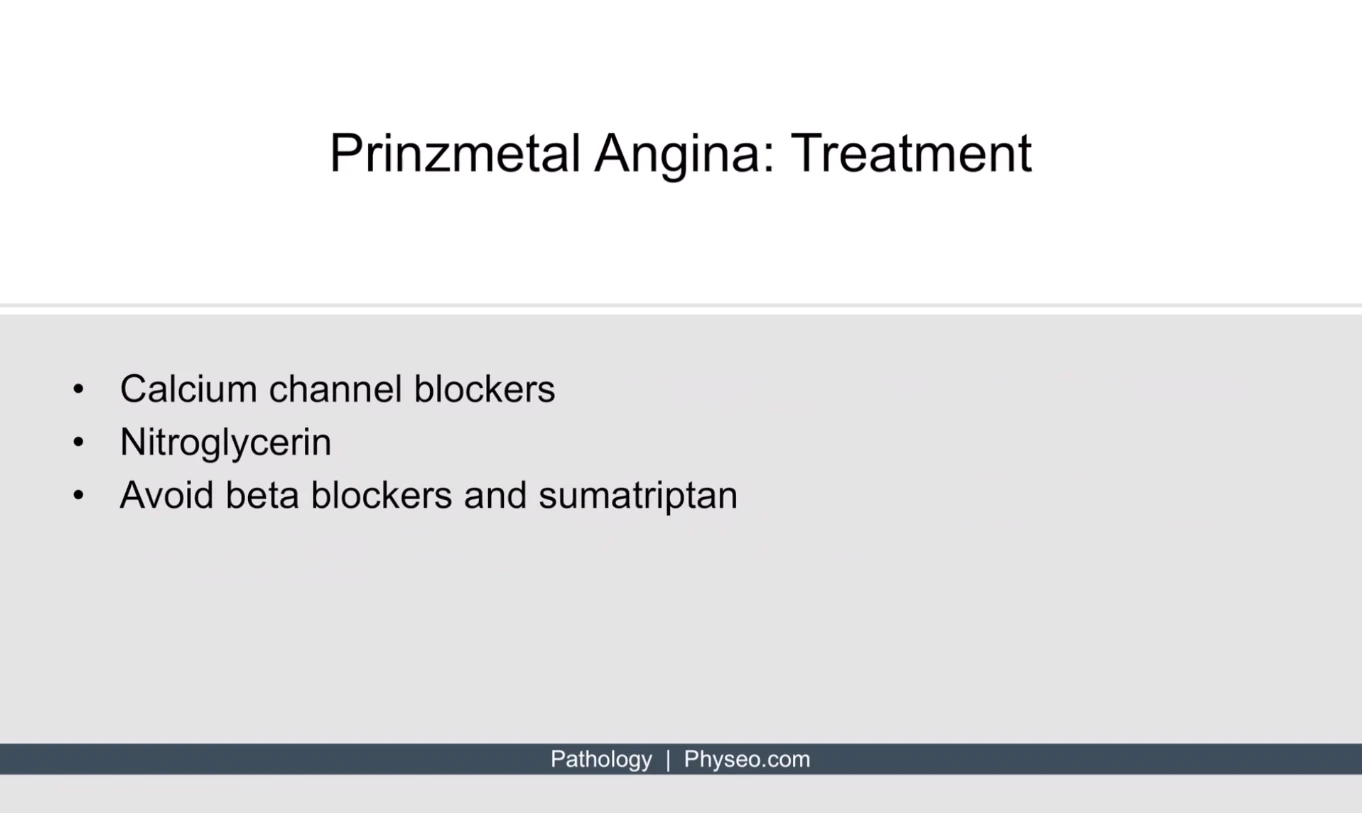 Prinzmetal Angina: Treatment
• Calcium channel blockers
• Nitroglycerin
• Avoid beta blockers and sumatriptan
Pathology | Physeo.com